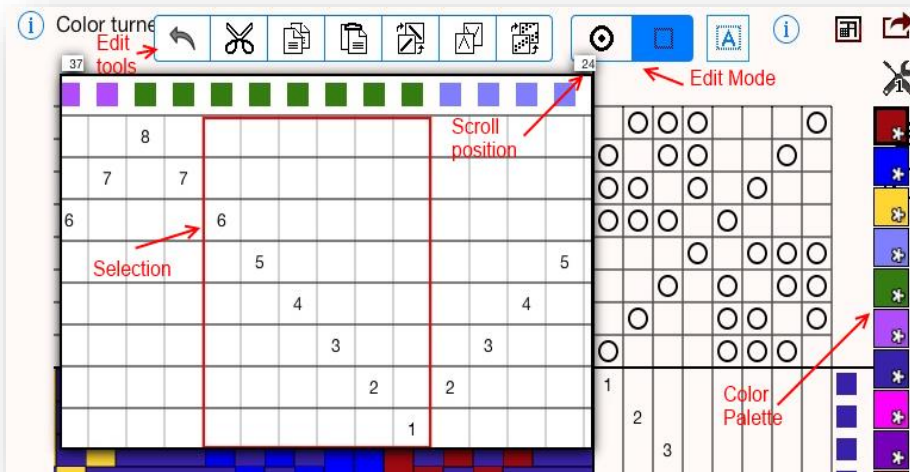 Color turne
Edit
tools
A
Edit Mode
37
24
1
Scroll
position
8
7 7
6 6
Selection
5 5
4 4
3 3
2 2
1
Color
Palette
1
2
3